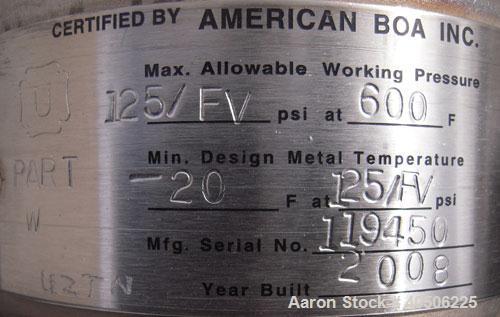 CERTIFIED BY AMERICAN BOA INC.
Max. Allowable Working Pressure
U
125/FV psi at 600 F
Min. Design Metal Temperature
PART
-20 F at 125/FV psi
W
Mfg. Serial No. 119450
Year Built 2008
Aaron Stock# 46506225